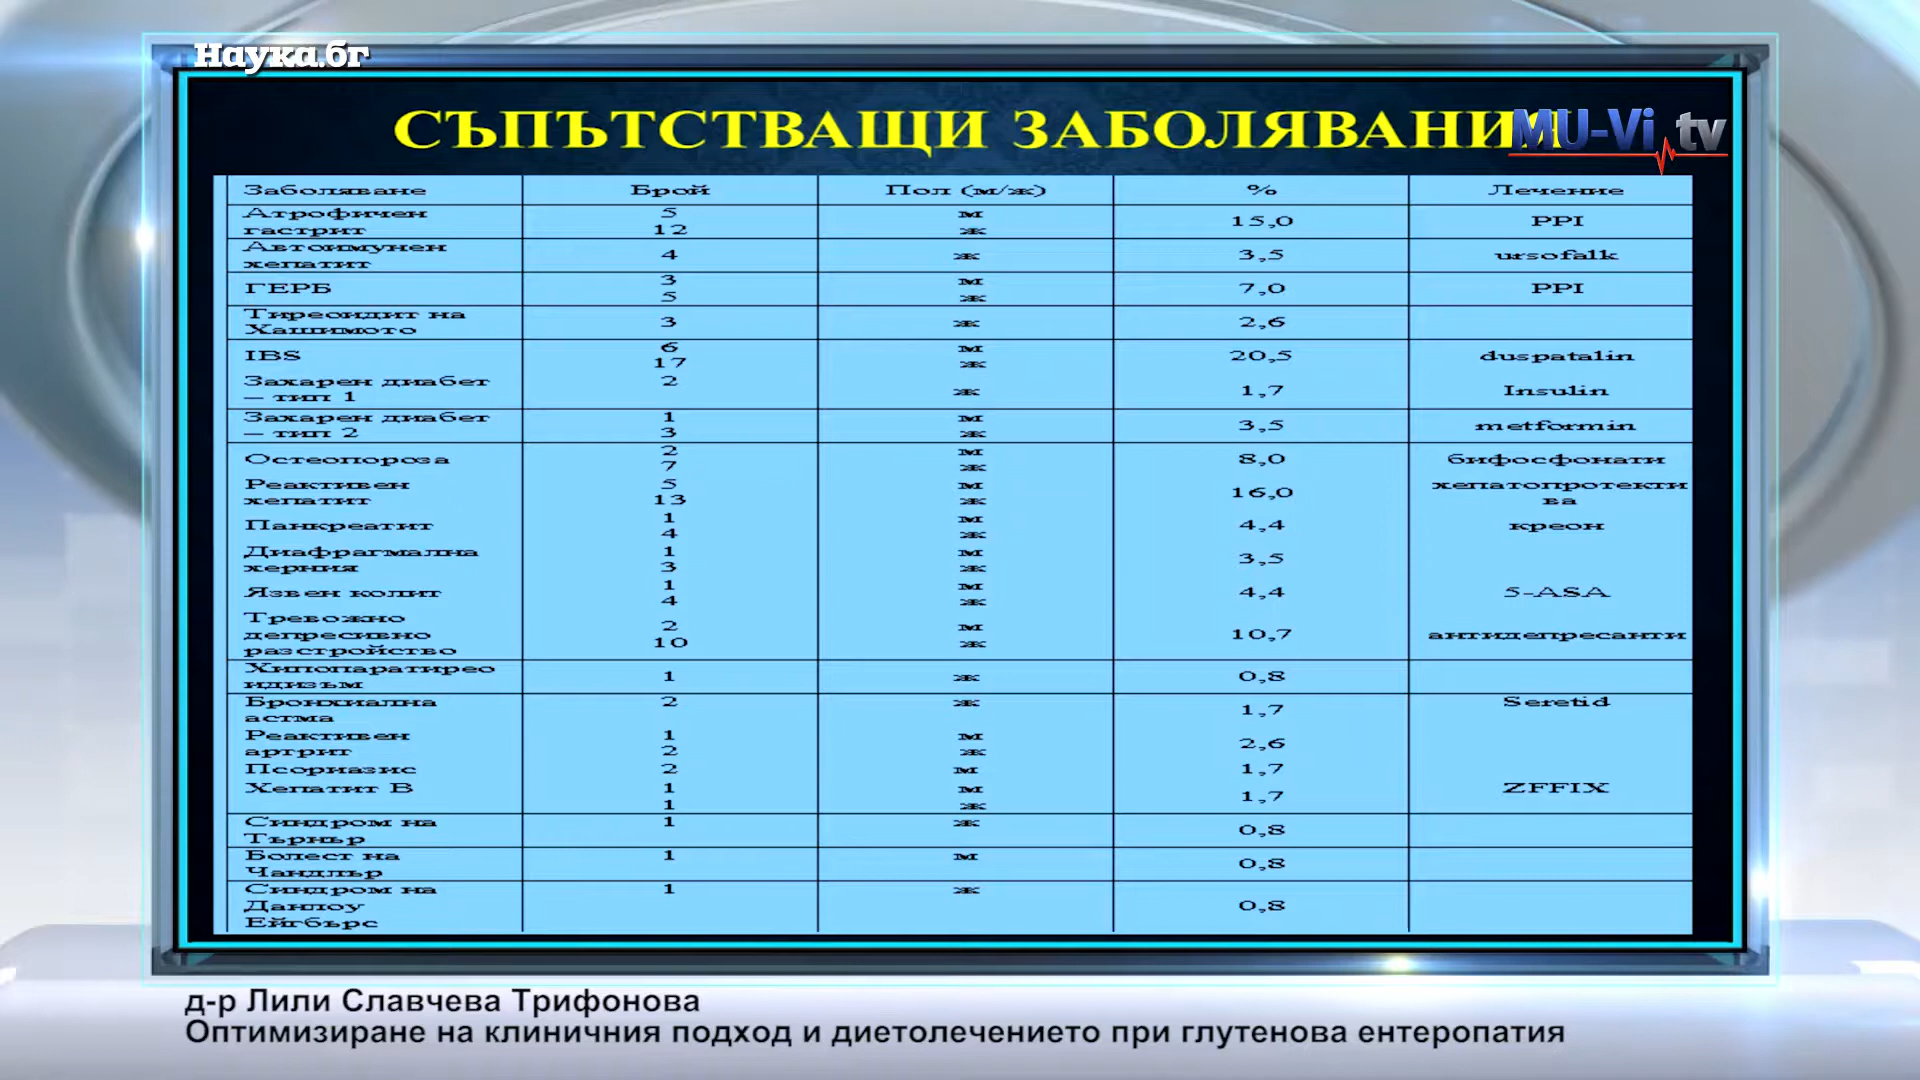 Наука.бг
СЪПЪТСТВАЩИ ЗАБОЛЯВАНИЯ
MU-Vi.tv
Заболяване Брой Пол (м/ж) % Лечение
Атрофичен гастрит 5 12 м ж 15,0 PPI
Автоимунен хепатит 4 ж 3,5 ursofalk
ГЕРБ 3 5 м ж 7,0 PPI
Тиреоидит на Хашимото 3 ж 2,6
IBS 6 17 м ж 20,5 duspatalin
Захарен диабет – тип 1 2 ж 1,7 Insulin
Захарен диабет – тип 2 1 3 м ж 3,5 metformin
Остеопороза 2 7 м ж 8,0 бифосфонати
Реактивен хепатит 5 13 м ж 16,0 хепатопротектива
Панкреатит 1 4 м ж 4,4 креон
Диафрагмална херния 1 3 м ж 3,5
Язвен колит 1 4 м ж 4,4 5-ASA
Тревожно депресивно разстройство 2 10 м ж 10,7 антидепресанти
Хипопаратиреоидизъм 1 ж 0,8
Бронхиална астма 2 ж 1,7 Seretid
Реактивен артрит 1 2 м ж 2,6
Псориазис 2 м 1,7
Хепатит В 1 1 м ж 1,7 ZFFIX
Синдром на Търнър 1 ж 0,8
Болест на Чандлър 1 м 0,8
Синдром на Данлоу Ейгбърс 1 ж 0,8
д-р Лили Славчева Трифонова
Оптимизиране на клиничния подход и диетолечението при глутенова ентеропатия